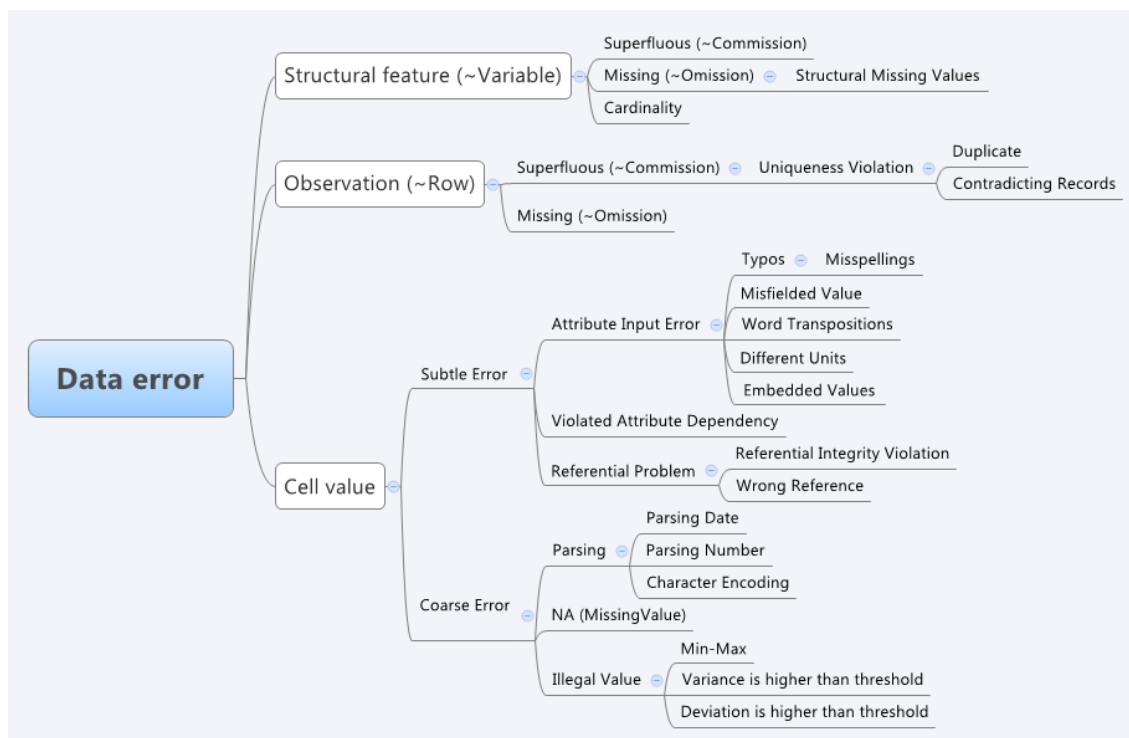 Data error
Structural feature (~Variable)
Superfluous (~Commission)
Missing (~Omission)
Structural Missing Values
Cardinality
Observation (~Row)
Superfluous (~Commission)
Uniqueness Violation
Duplicate
Contradicting Records
Missing (~Omission)
Cell value
Subtle Error
Attribute Input Error
Typos
Misspellings
Misfielded Value
Word Transpositions
Different Units
Embedded Values
Violated Attribute Dependency
Referential Problem
Referential Integrity Violation
Wrong Reference
Coarse Error
Parsing
Parsing Date
Parsing Number
Character Encoding
NA (MissingValue)
Illegal Value
Min-Max
Variance is higher than threshold
Deviation is higher than threshold